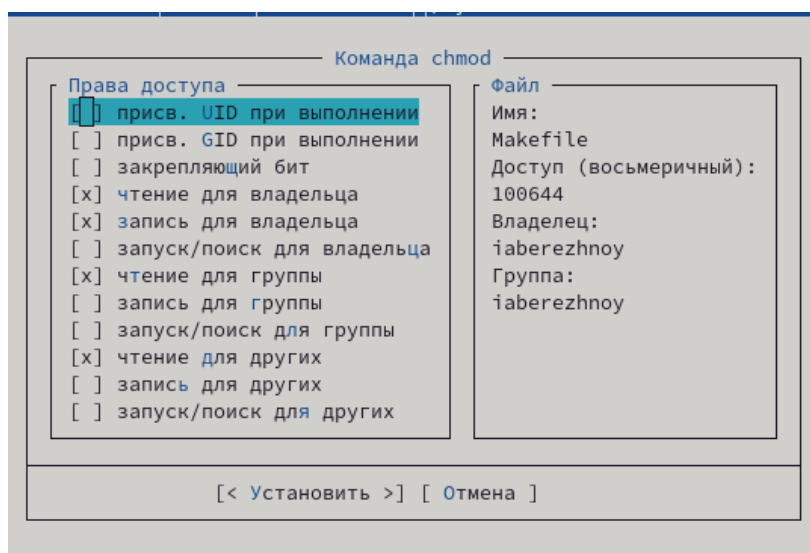 Команда chmod
Права доступа
[ ] присв. UID при выполнении
[ ] присв. GID при выполнении
[ ] закрепляющий бит
[x] чтение для владельца
[x] запись для владельца
[ ] запуск/поиск для владельца
[x] чтение для группы
[ ] запись для группы
[ ] запуск/поиск для группы
[x] чтение для других
[ ] запись для других
[ ] запуск/поиск для других
Файл
Имя:
Makefile
Доступ (восьмеричный):
100644
Владелец:
iaberezhnoy
Группа:
iaberezhnoy
[< Установить >] [ Отмена ]